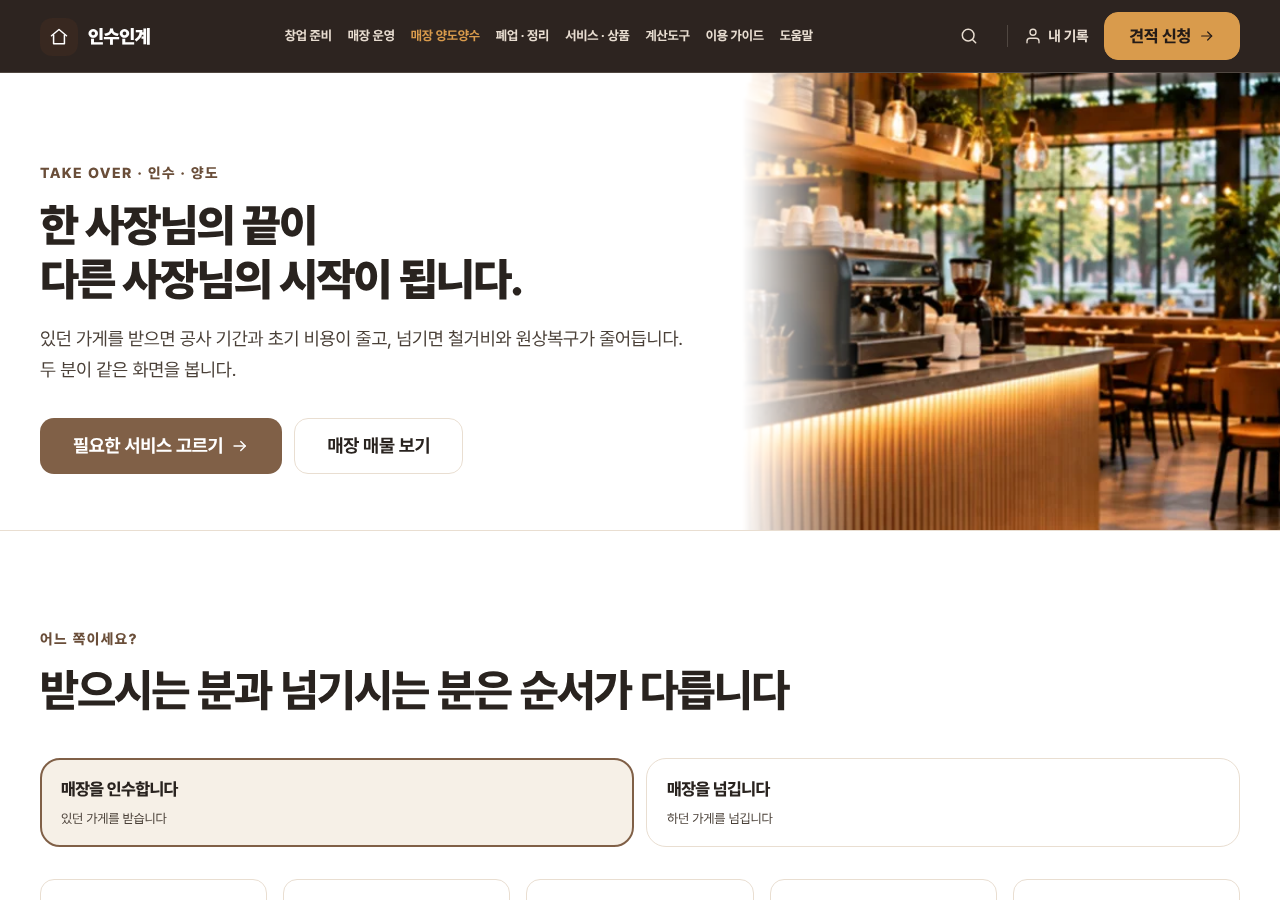 인수인계
창업 준비
매장 운영
매장 양도양수
폐업 · 정리
서비스 · 상품
계산도구
이용 가이드
도움말
내 기록
견적 신청 →
TAKE OVER · 인수 · 양도
한 사장님의 끝이
다른 사장님의 시작이 됩니다.
있던 가게를 받으면 공사 기간과 초기 비용이 줄고, 넘기면 철거비와 원상복구가 줄어듭니다.
두 분이 같은 화면을 봅니다.
필요한 서비스 고르기 →
매장 매물 보기
어느 쪽이세요?
받으시는 분과 넘기시는 분은 순서가 다릅니다
매장을 인수합니다
있던 가게를 받습니다
매장을 넘깁니다
하던 가게를 넘깁니다